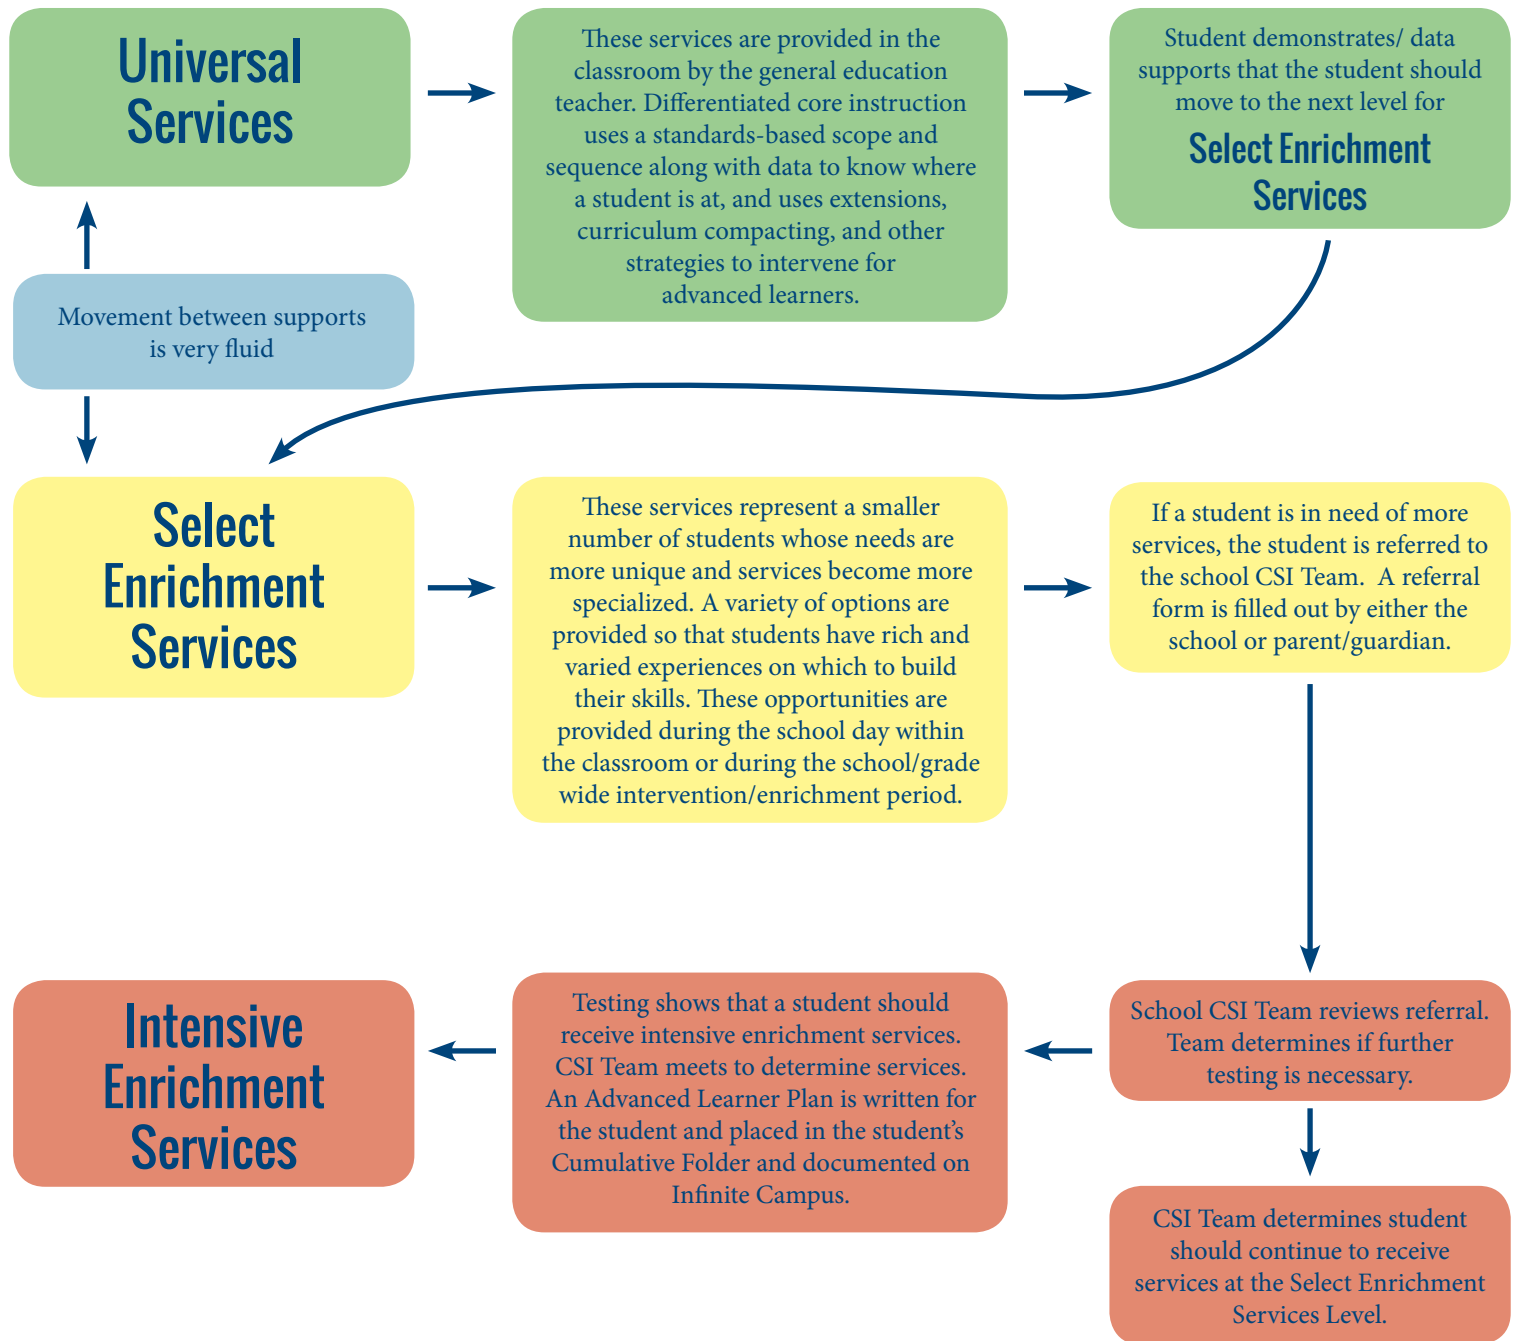 Universal
Services
These services are provided in the
classroom by the general education
teacher. Differentiated core instruction
uses a standards-based scope and
sequence along with data to know where
a student is at, and uses extensions,
curriculum compacting, and other
strategies to intervene for
advanced learners.
Student demonstrates/ data
supports that the student should
move to the next level for
Select Enrichment
Services
Movement between supports
is very fluid
Select
Enrichment
Services
These services represent a smaller
number of students whose needs are
more unique and services become more
specialized. A variety of options are
provided so that students have rich and
varied experiences on which to build
their skills. These opportunities are
provided during the school day within
the classroom or during the school/grade
wide intervention/enrichment period.
If a student is in need of more
services, the student is referred to
the school CSI Team.  A referral
form is filled out by either the
school or parent/guardian.
School CSI Team reviews referral.
Team determines if further
testing is necessary.
Testing shows that a student should
receive intensive enrichment services.
CSI Team meets to determine services.
An Advanced Learner Plan is written for
the student and placed in the student’s
Cumulative Folder and documented on
Infinite Campus.
Intensive
Enrichment
Services
CSI Team determines student
should continue to receive
services at the Select Enrichment
Services Level.